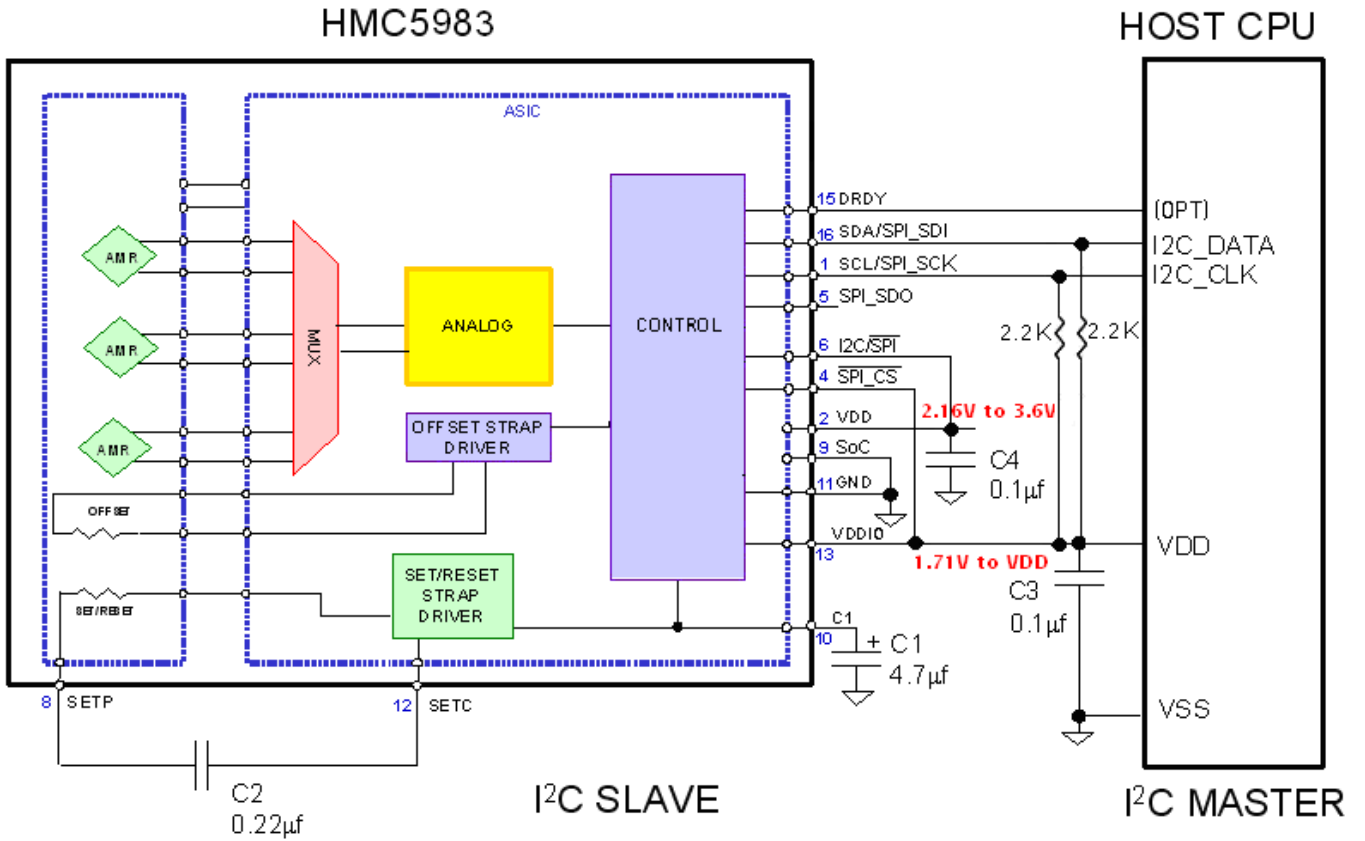 HMC5983
HOST CPU
ASIC
15 DRDY
(OPT)
16 SDA/SPI_SDI
I2C_DATA
1 SCL/SPI_SCK
I2C_CLK
5 SPI_SDO
AMR
AMR
AMR
MUX
ANALOG
CONTROL
2.2K
2.2K
6 I2C/SPI
4 SPI_CS
2 VDD
2.16V to 3.6V
OFFSET STRAP
DRIVER
9 SoC
C4
0.1µf
11 GND
OFFSET
VDDIO
13
1.71V to VDD
VDD
SET/RESET
STRAP
DRIVER
SET/RESET
C3
0.1µf
C1
10
+ C1
4.7µf
8 SETP
12 SETC
VSS
C2
0.22µf
I²C SLAVE
I²C MASTER